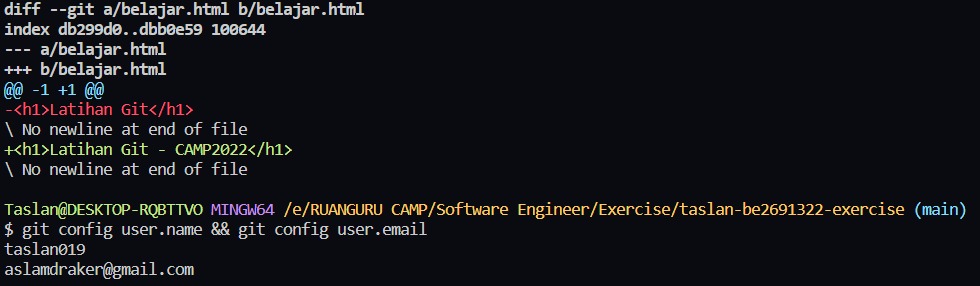 diff --git a/belajar.html b/belajar.html
index db299d0..dbb0e59 100644
--- a/belajar.html
+++ b/belajar.html
@@ -1 +1 @@
-<h1>Latihan Git</h1>
\ No newline at end of file
+<h1>Latihan Git - CAMP2022</h1>
\ No newline at end of file
Taslan@DESKTOP-RQBTTVO MINGW64 /e/RUANGURU CAMP/Software Engineer/Exercise/taslan-be2691322-exercise (main)
$ git config user.name && git config user.email
taslan019
aslamdraker@gmail.com